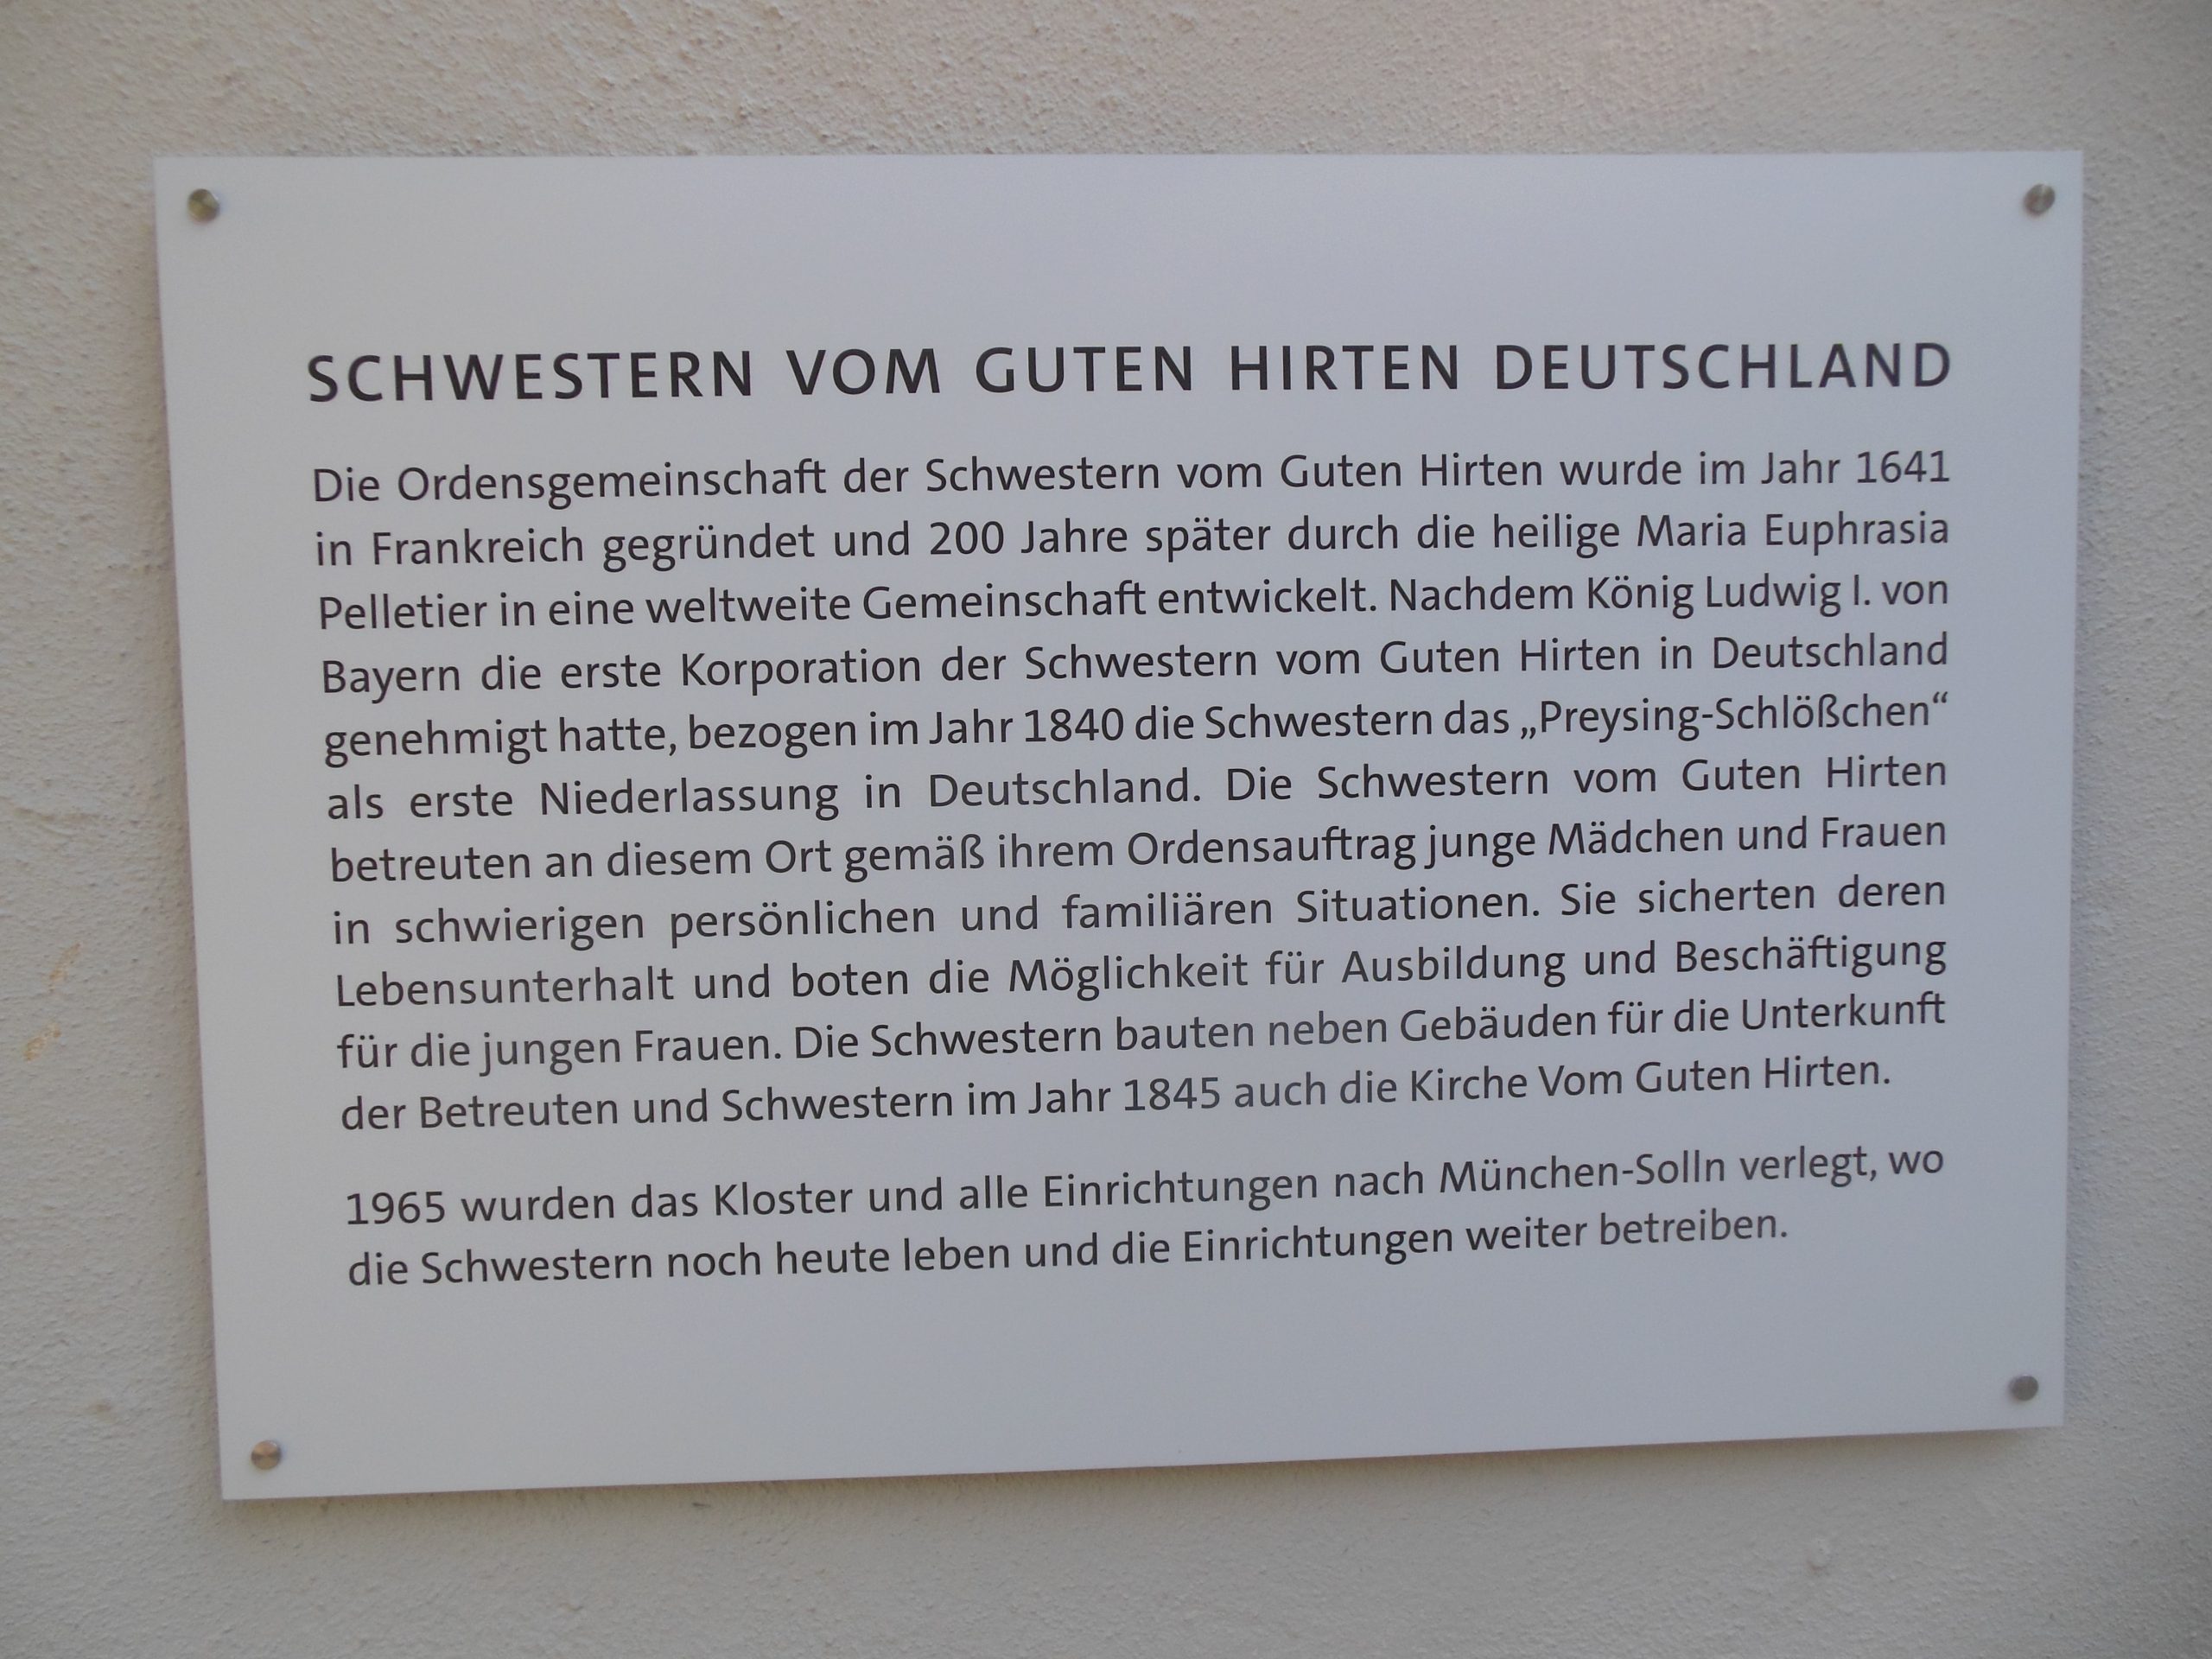 SCHWESTERN VOM GUTEN HIRTEN DEUTSCHLAND
Die Ordensgemeinschaft der Schwestern vom Guten Hirten wurde im Jahr 1641
in Frankreich gegründet und 200 Jahre später durch die heilige Maria Euphrasia
Pelletier in eine weltweite Gemeinschaft entwickelt. Nachdem König Ludwig I. von
Bayern die erste Korporation der Schwestern vom Guten Hirten in Deutschland
genehmigt hatte, bezogen im Jahr 1840 die Schwestern das „Preysing-Schlößchen“
als erste Niederlassung in Deutschland. Die Schwestern vom Guten Hirten
betreuten an diesem Ort gemäß ihrem Ordensauftrag junge Mädchen und Frauen
in schwierigen persönlichen und familiären Situationen. Sie sicherten deren
Lebensunterhalt und boten die Möglichkeit für Ausbildung und Beschäftigung
für die jungen Frauen. Die Schwestern bauten neben Gebäuden für die Unterkunft
der Betreuten und Schwestern im Jahr 1845 auch die Kirche Vom Guten Hirten.
1965 wurden das Kloster und alle Einrichtungen nach München-Solln verlegt, wo
die Schwestern noch heute leben und die Einrichtungen weiter betreiben.